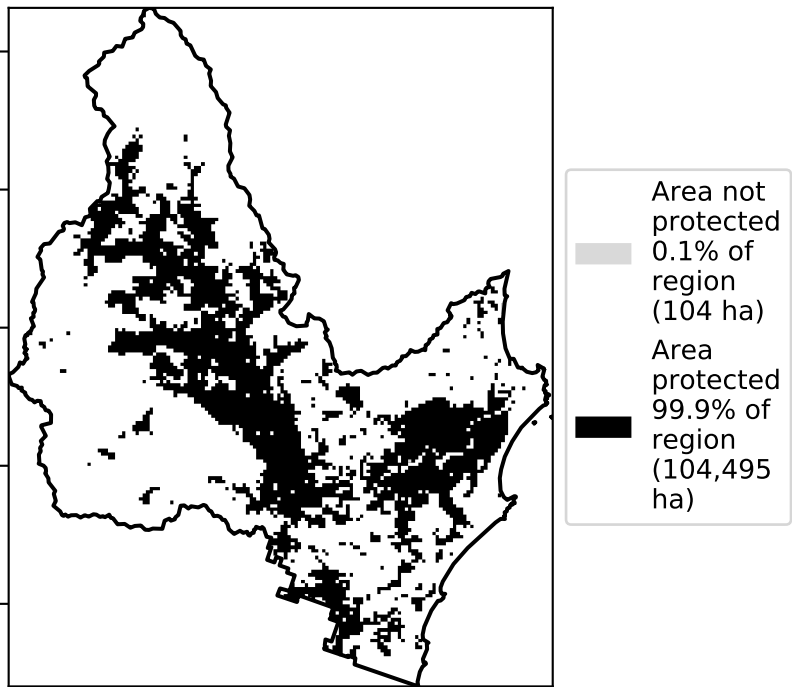 Area not
protected
0.1% of
region
(104 ha)
Area
protected
99.9% of
region
(104,495
ha)